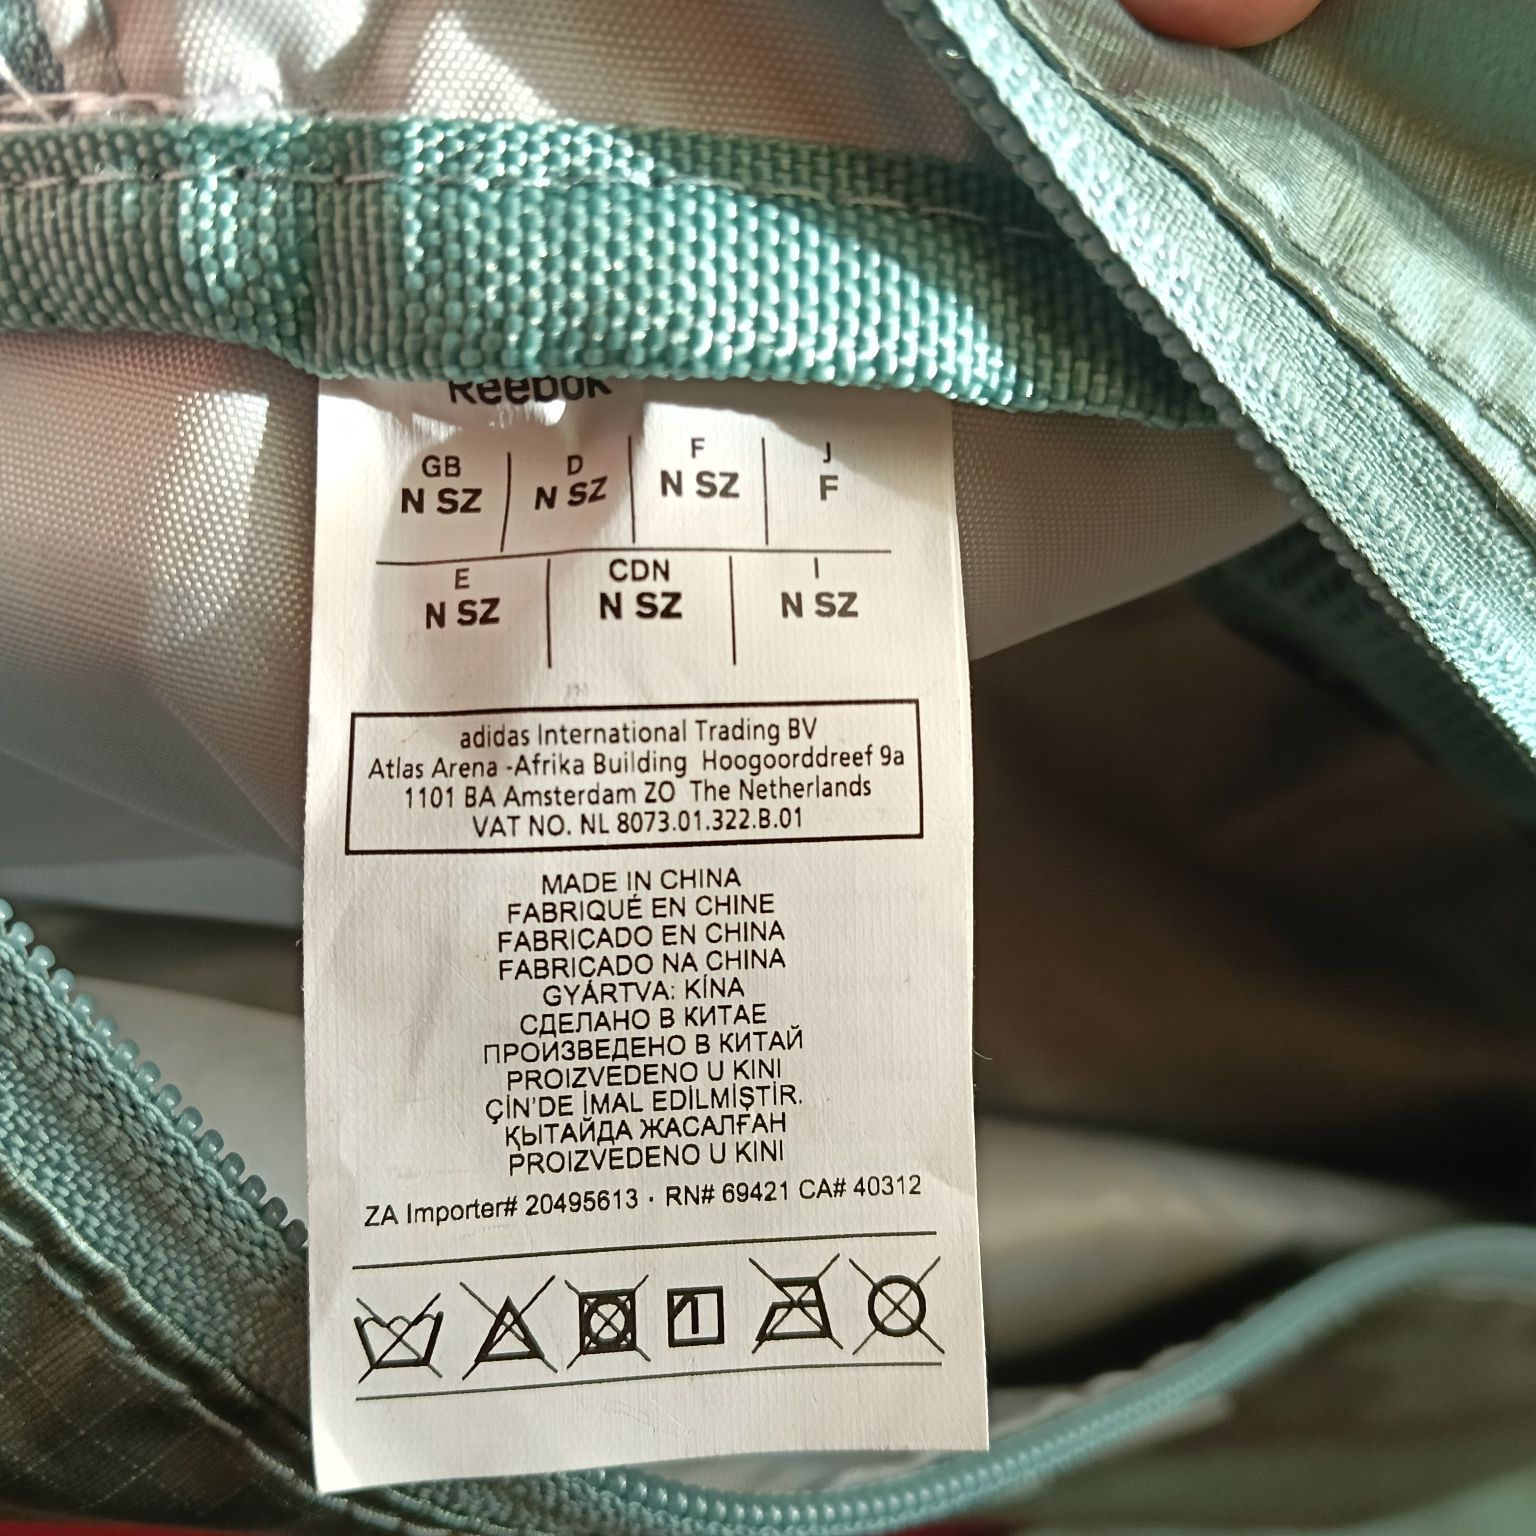 Reebok
GB D F J
N SZ N SZ N SZ F
E CDN I
N SZ N SZ N SZ
adidas International Trading BV
Atlas Arena -Afrika Building Hoogoorddreef 9a
1101 BA Amsterdam ZO The Netherlands
VAT NO. NL 8073.01.322.B.01
MADE IN CHINA
FABRIQUÉ EN CHINE
FABRICADO EN CHINA
FABRICADO NA CHINA
GYÁRTVA: KÍNA
СДЕЛАНО В КИТАЕ
ПРОИЗВЕДЕНО В КИТАЙ
PROIZVEDENO U KINI
ÇİN'DE İMAL EDİLMİŞTİR.
ҚЫТАЙДА ЖАСАЛҒАН
PROIZVEDENO U KINI
ZA Importer# 20495613 · RN# 69421 CA# 40312